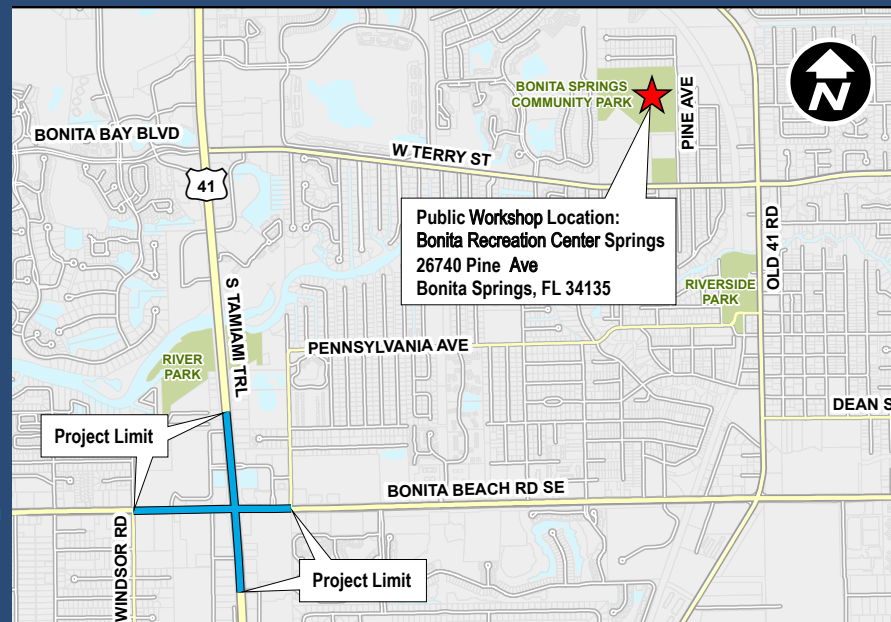 BONITA SPRINGS
COMMUNITY PARK
PINE AVE
N
BONITA BAY BLVD
W TERRY ST
41
Public Workshop Location:
Bonita Recreation Center Springs
26740 Pine Ave
Bonita Springs, FL 34135
OLD 41 RD
RIVERSIDE
PARK
S TAMIAMI TRL
PENNSYLVANIA AVE
RIVER
PARK
DEAN S
Project Limit
BONITA BEACH RD SE
WINDSOR RD
Project Limit